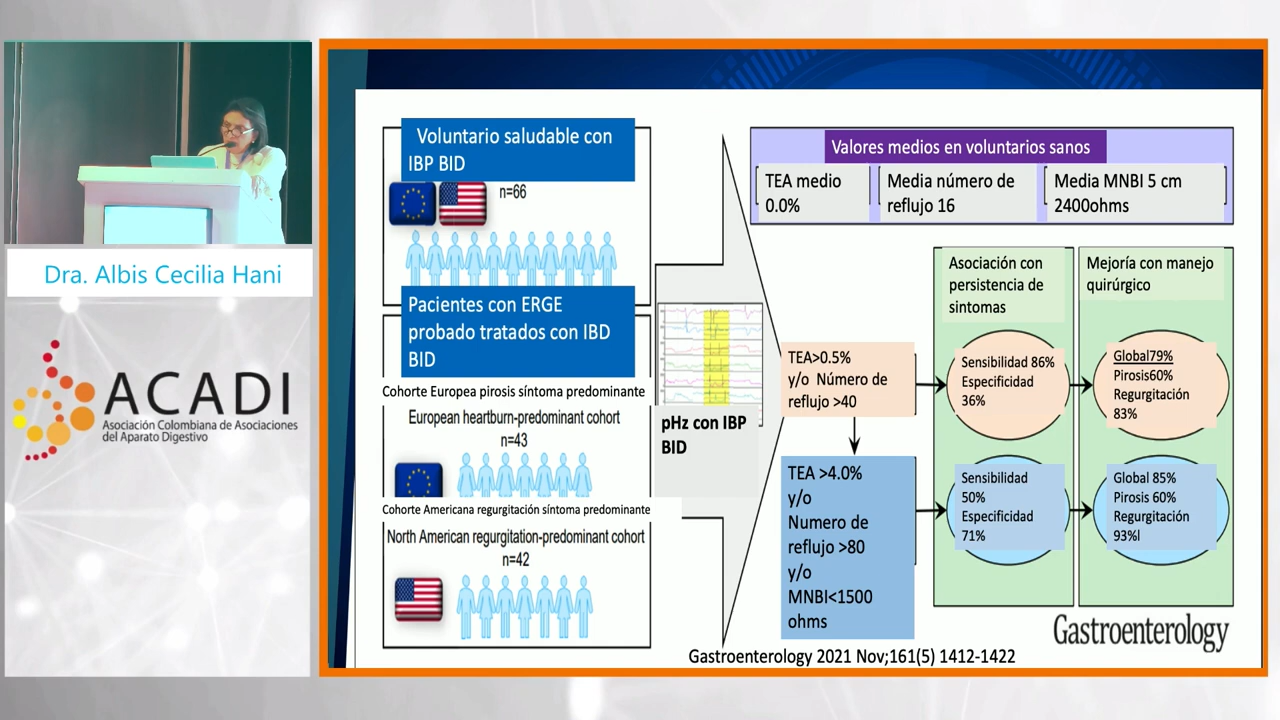 Dra. Albis Cecilia Hani
ACADI
Asociación Colombiana de Asociaciones
del Aparato Digestivo
Voluntario saludable con
IBP BID
n=66
Pacientes con ERGE
probado tratados con IBD
BID
Cohorte Europea pirosis síntoma predominante
European heartburn-predominant cohort
n=43
Cohorte Americana regurgitación síntoma predominante
North American regurgitation-predominant cohort
n=42
pHz con IBP
BID
Valores medios en voluntarios sanos
TEA medio
0.0%
Media número de
reflujo 16
Media MNBI 5 cm
2400ohms
TEA>0.5%
y/o Número de
reflujo >40
TEA >4.0%
y/o
Numero de
reflujo >80
y/o
MNBI<1500
ohms
Asociación con
persistencia de
sintomas
Sensibilidad 86%
Especificidad
36%
Sensibilidad
50%
Especificidad
71%
Mejoría con manejo
quirúrgico
Global79%
Pirosis60%
Regurgitación
83%
Global 85%
Pirosis 60%
Regurgitación
93%l
Gastroenterology
Gastroenterology 2021 Nov;161(5) 1412-1422